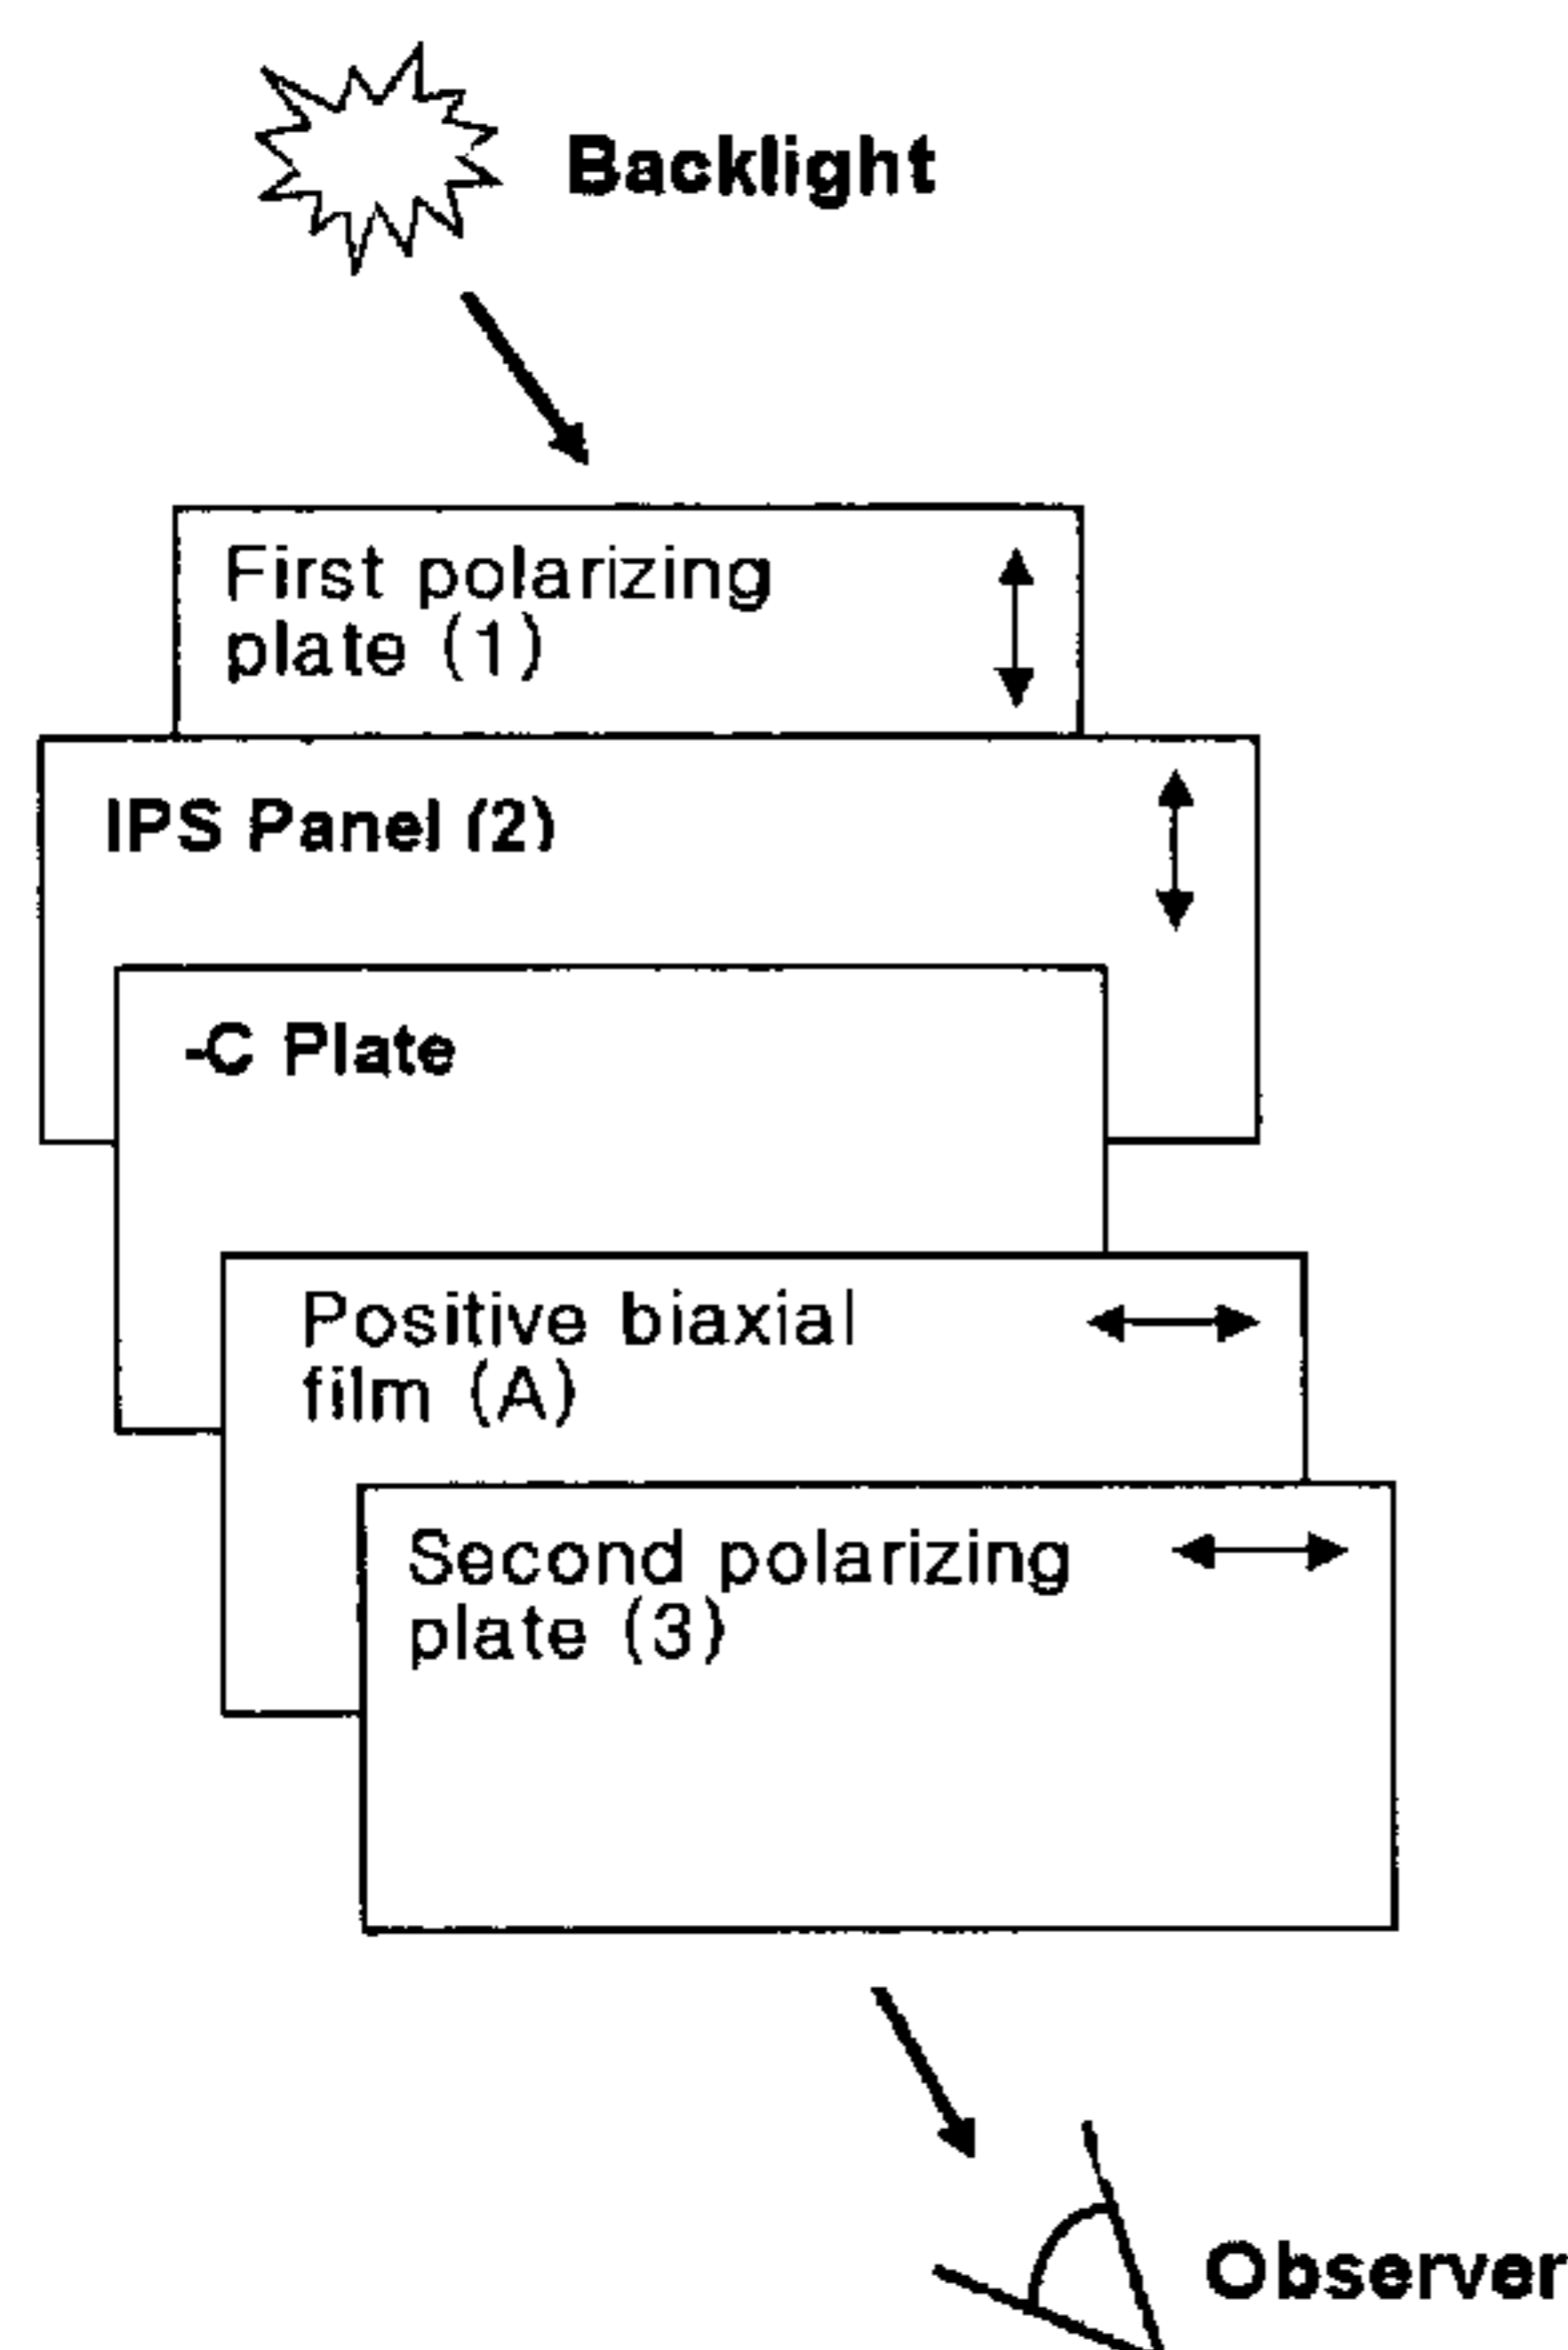 Backlight
First polarizing
plate (1)
IPS Panel (2)
-C Plate
Positive biaxial
film (A)
Second polarizing
plate (3)
Observer